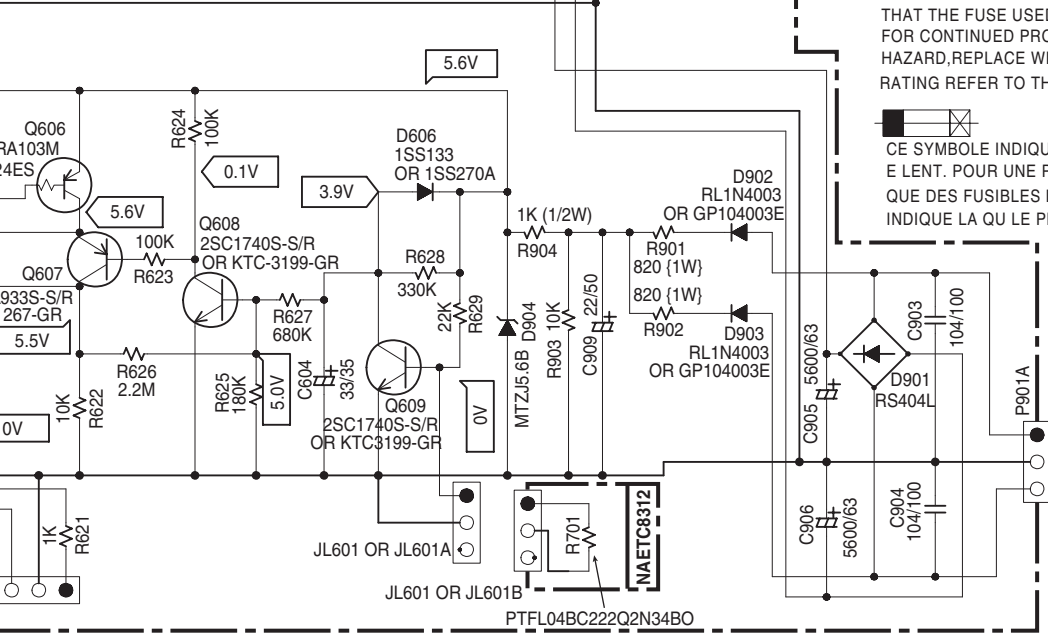 THAT THE FUSE USED
FOR CONTINUED PRO
HAZARD,REPLACE WI
RATING REFER TO TH
CE SYMBOLE INDIQU
E LENT. POUR UNE P
QUE DES FUSIBLES
INDIQUE LA QU LE P
5.6V
Q606
RA103M
24ES
R624
100K
D606
1SS133
OR 1SS270A
0.1V
3.9V
5.6V
D902
RL1N4003
OR GP104003E
1K (1/2W)
R904
R901
820 {1W}
820 {1W}
R902
D903
RL1N4003
OR GP104003E
Q608
2SC1740S-S/R
OR KTC-3199-GR
100K
R623
Q607
933S-S/R
267-GR
5.5V
R628
330K
22K
R629
R627
680K
D904
MTZJ5.6B
R903 10K
C909 22/50
C903
104/100
5600/63
C905
D901
RS404L
P901A
R626
2.2M
R625
180K
5.0V
C604
33/35
10K
R622
0V
Q609
2SC1740S-S/R
OR KTC3199-GR
0V
C906
5600/63
C904
104/100
1K
R621
JL601 OR JL601A
R701
NAETC8312
JL601 OR JL601B
PTFL04BC222Q2N34BO